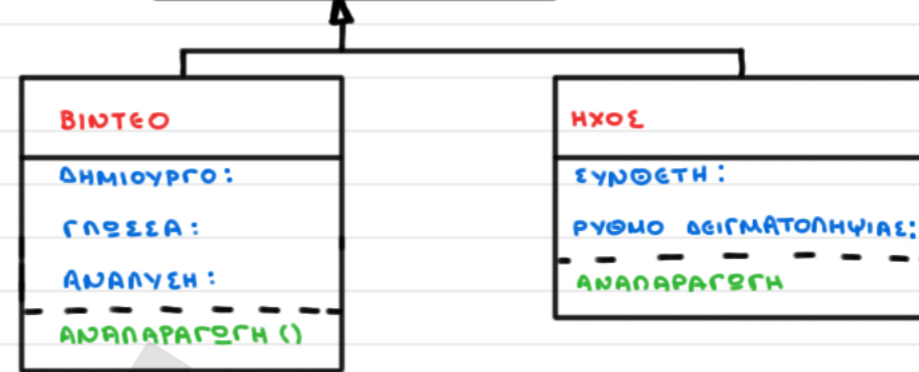 ΒΙΝΤΕΟ
ΔΗΜΙΟΥΡΓΟ:
ΓΛΩΣΣΑ:
ΑΝΑΛΥΣΗ:
ΑΝΑΠΑΡΑΓΩΓΗ ()
ΗΧΟΣ
ΣΥΝΘΕΤΗ:
ΡΥΘΜΟ ΔΕΙΓΜΑΤΟΛΗΨΙΑΣ:
ΑΝΑΠΑΡΑΓΩΓΗ